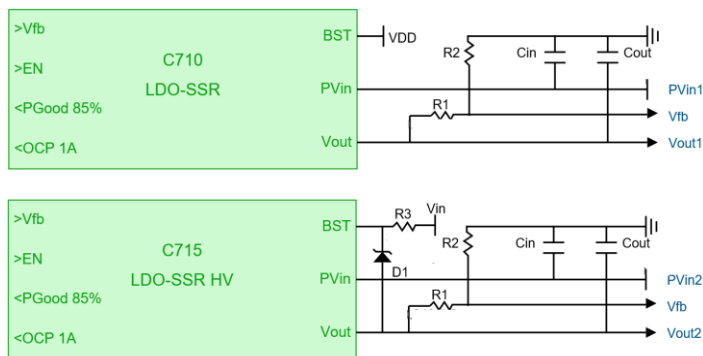 >Vfb
BST
VDD
R2
Cin
Cout
>EN
C710
LDO-SSR
PVin
PVin1
<PGood 85%
R1
Vfb
<OCP 1A
Vout
Vout1
>Vfb
BST
R3
Vin
R2
Cin
Cout
>EN
C715
LDO-SSR HV
PVin
D1
PVin2
<PGood 85%
R1
Vfb
<OCP 1A
Vout
Vout2